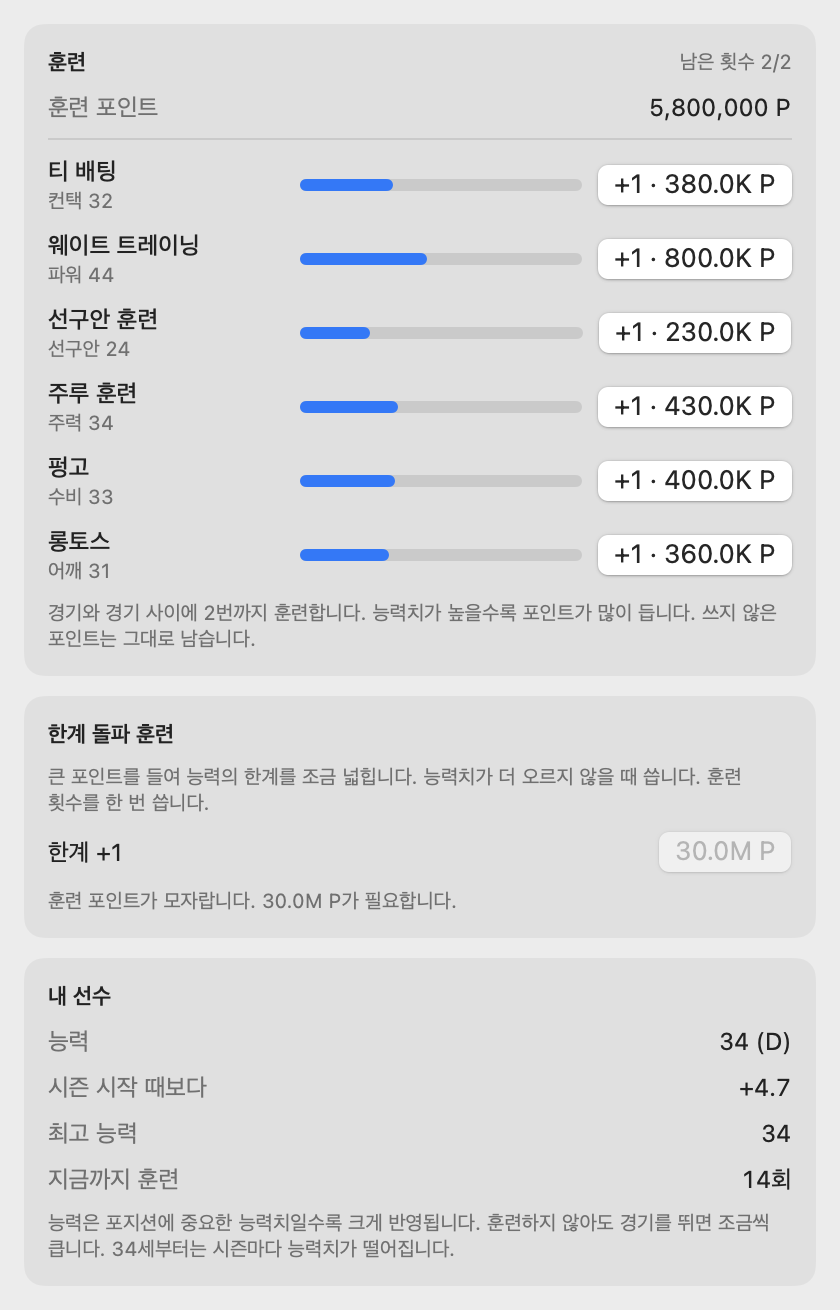 훈련
남은 횟수 2/2
훈련 포인트
5,800,000 P
티 배팅
컨택 32
+1 · 380.0K P
웨이트 트레이닝
파워 44
+1 · 800.0K P
선구안 훈련
선구안 24
+1 · 230.0K P
주루 훈련
주력 34
+1 · 430.0K P
펑고
수비 33
+1 · 400.0K P
롱토스
어깨 31
+1 · 360.0K P
경기와 경기 사이에 2번까지 훈련합니다. 능력치가 높을수록 포인트가 많이 듭니다. 쓰지 않은
포인트는 그대로 남습니다.
한계 돌파 훈련
큰 포인트를 들여 능력의 한계를 조금 넓힙니다. 능력치가 더 오르지 않을 때 씁니다. 훈련
횟수를 한 번 씁니다.
한계 +1
30.0M P
훈련 포인트가 모자랍니다. 30.0M P가 필요합니다.
내 선수
능력
34 (D)
시즌 시작 때보다
+4.7
최고 능력
34
지금까지 훈련
14회
능력은 포지션에 중요한 능력치일수록 크게 반영됩니다. 훈련하지 않아도 경기를 뛰면 조금씩
큽니다. 34세부터는 시즌마다 능력치가 떨어집니다.